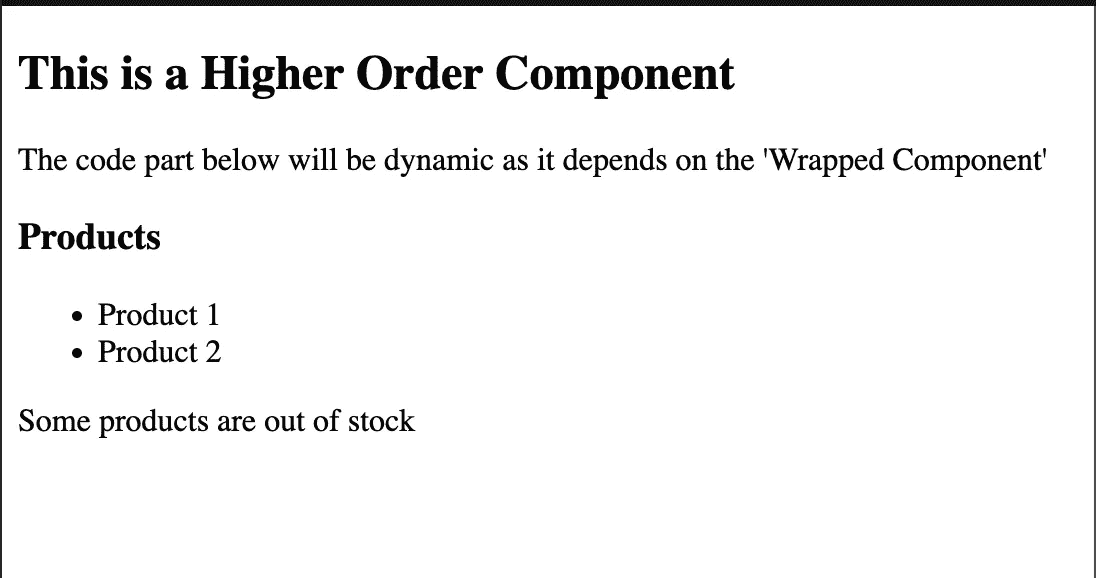 This is a Higher Order Component
The code part below will be dynamic as it depends on the 'Wrapped Component'
Products
• Product 1
• Product 2
Some products are out of stock